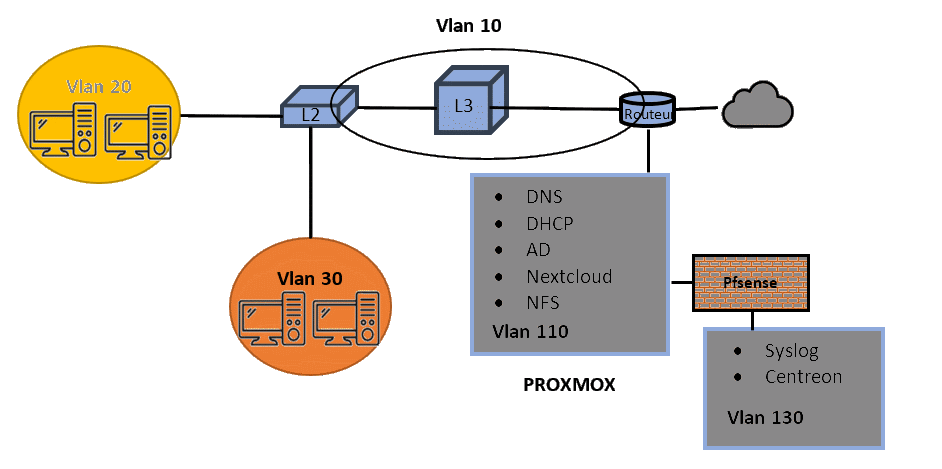 Vlan 10
Vlan 20
L2
L3
Routeur
Vlan 30
• DNS
• DHCP
• AD
• Nextcloud
• NFS
Vlan 110
Pfsense
PROXMOX
• Syslog
• Centreon
Vlan 130